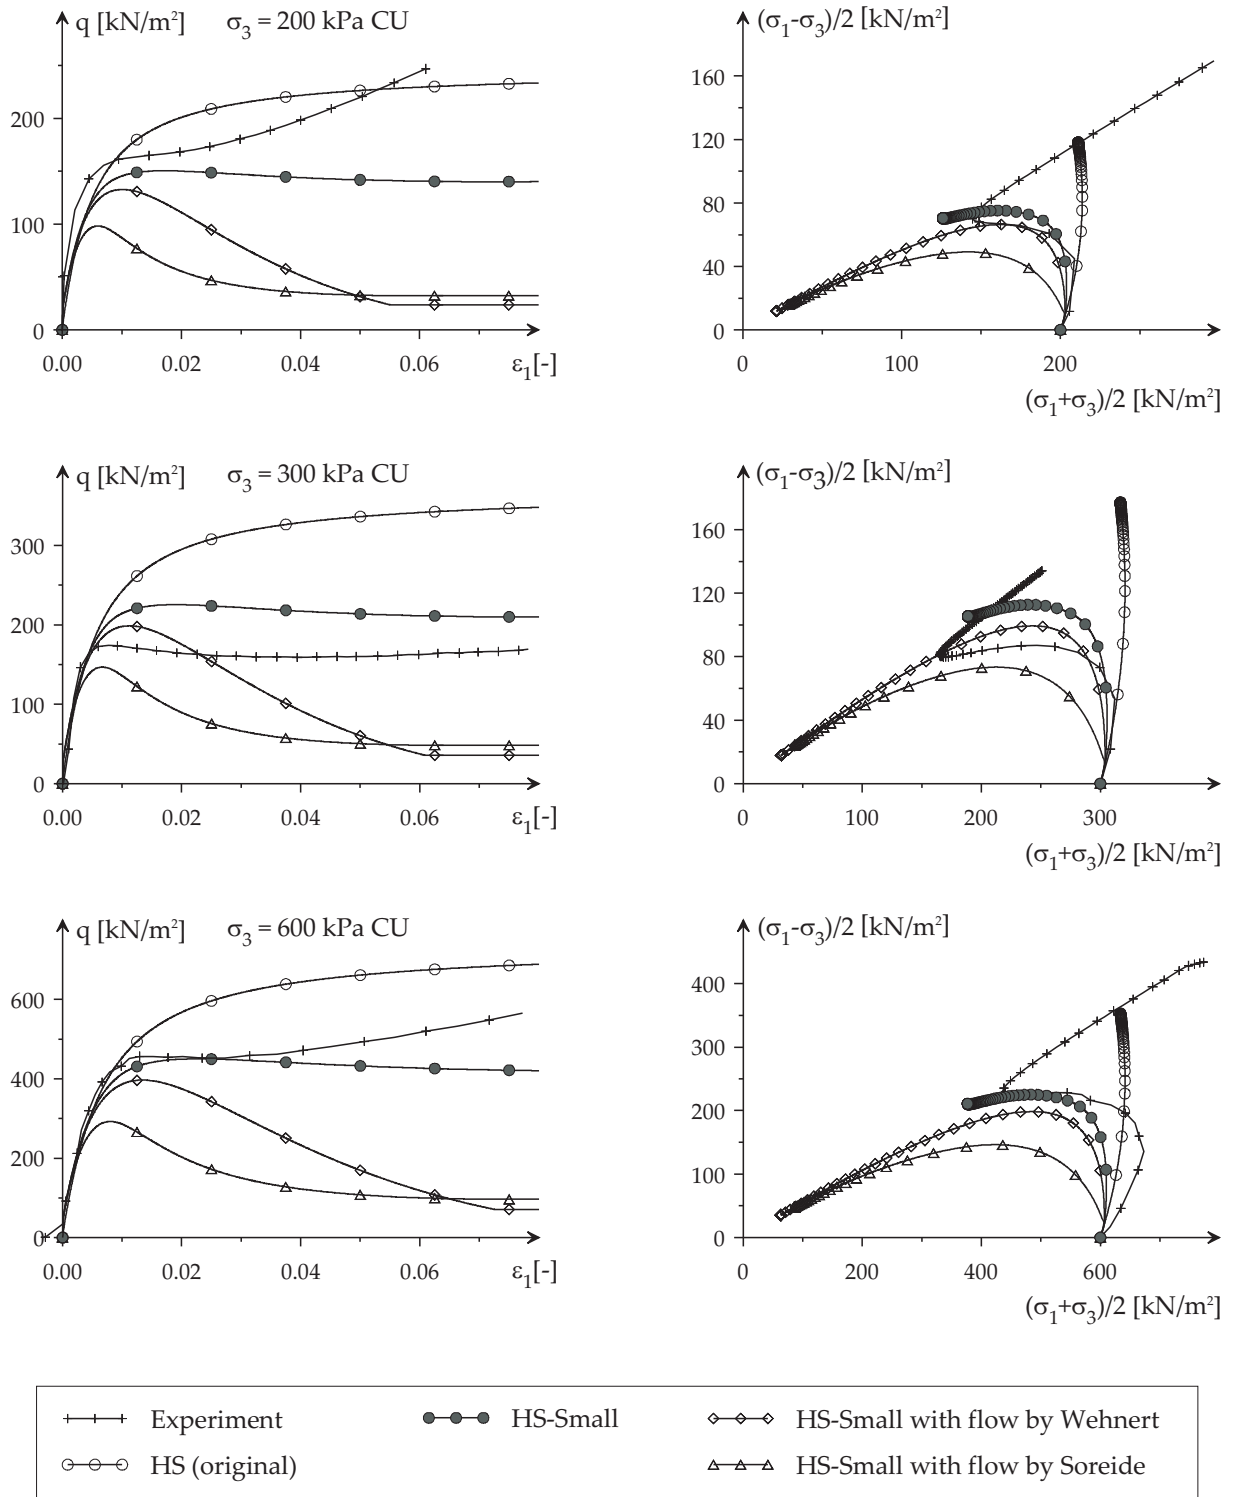 q [kN/m²] σ₃ = 200 kPa CU
200
100
0
0.00 0.02 0.04 0.06 ε₁[-]
(σ₁-σ₃)/2 [kN/m²]
160
120
80
40
0
0 100 200
(σ₁+σ₃)/2 [kN/m²]
q [kN/m²] σ₃ = 300 kPa CU
300
200
100
0
0.00 0.02 0.04 0.06 ε₁[-]
(σ₁-σ₃)/2 [kN/m²]
160
120
80
40
0
0 100 200 300
(σ₁+σ₃)/2 [kN/m²]
q [kN/m²] σ₃ = 600 kPa CU
600
400
200
0
0.00 0.02 0.04 0.06 ε₁[-]
(σ₁-σ₃)/2 [kN/m²]
400
300
200
100
0
0 200 400 600
(σ₁+σ₃)/2 [kN/m²]
Experiment HS-Small HS-Small with flow by Wehnert
HS (original) HS-Small with flow by Soreide